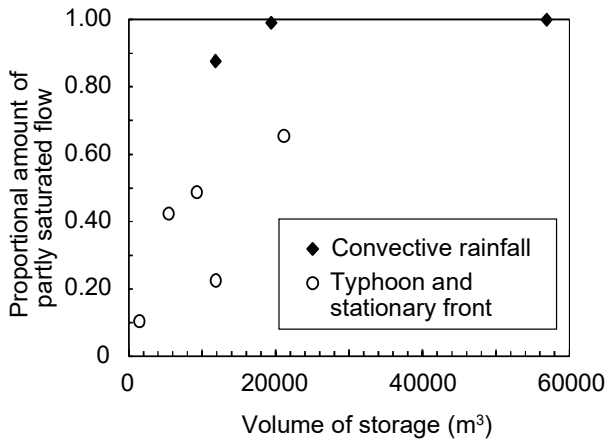 1.00
0.80
0.60
0.40
0.20
0
Proportional amount of
partly saturated flow
Convective rainfall
Typhoon and
stationary front
0 20000 40000 60000
Volume of storage (m³)